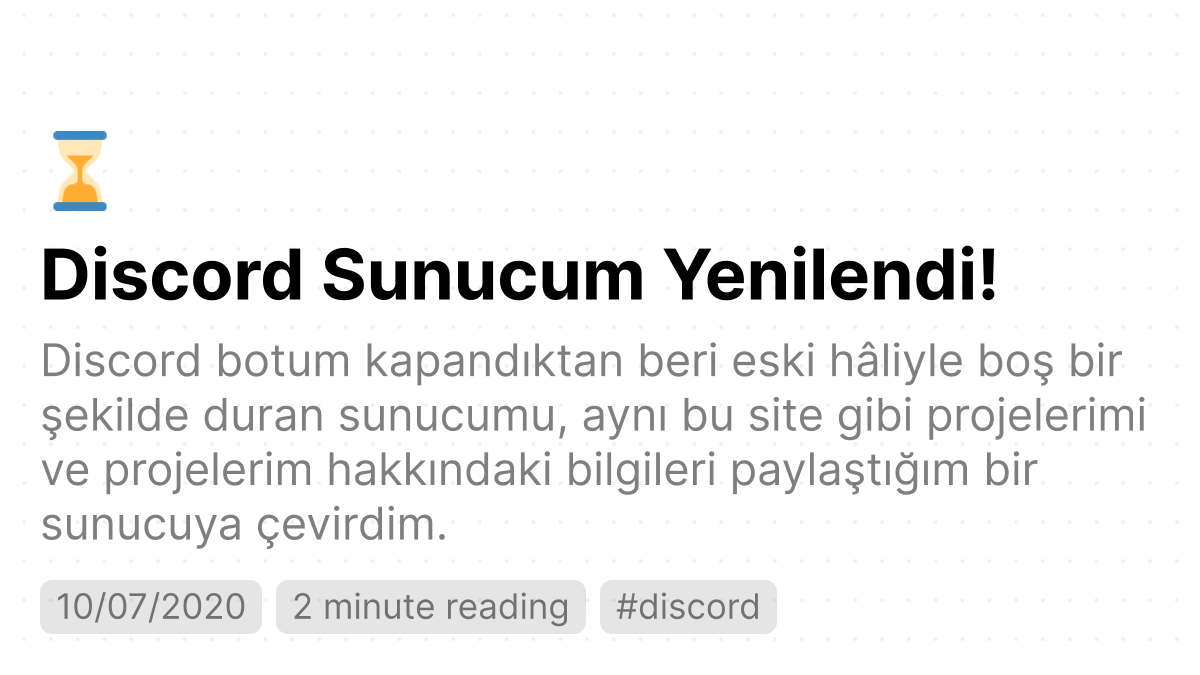 Discord Sunucum Yenilendi!
Discord botum kapandıktan beri eski hâliyle boş bir
şekilde duran sunucumu, aynı bu site gibi projelerimi
ve projelerim hakkındaki bilgileri paylaştığım bir
sunucuya çevirdim.
10/07/2020 2 minute reading #discord